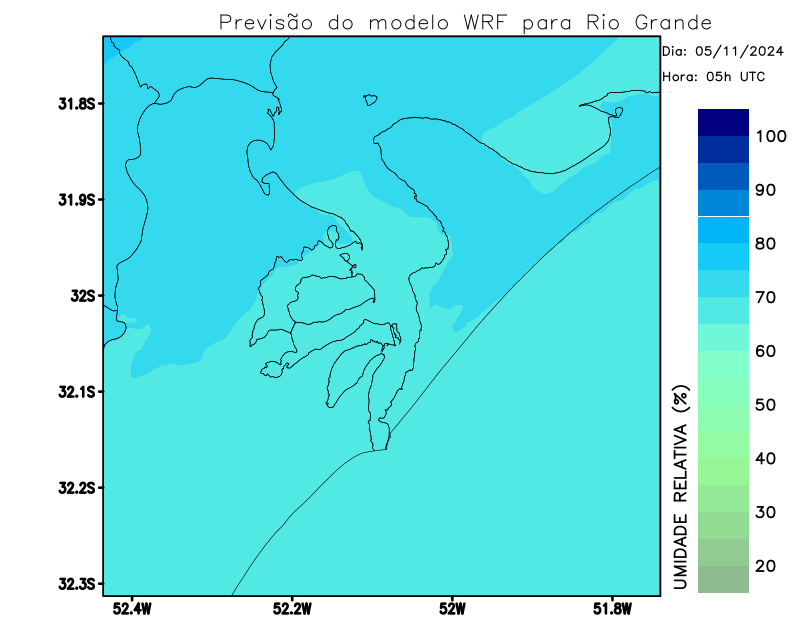 Previsão do modelo WRF para Rio Grande
Dia: 05/11/2024
Hora: 05h UTC
31.8S
31.9S
32S
32.1S
32.2S
32.3S
52.4W
52.2W
52W
51.8W
UMIDADE RELATIVA (%)
100
90
80
70
60
50
40
30
20